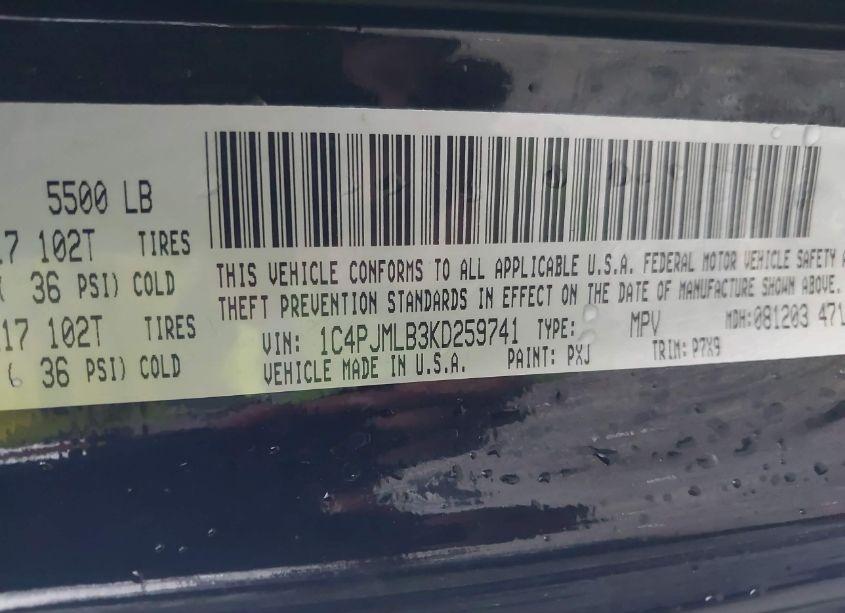 5500 LB
17 102T TIRES
36 PSI) COLD
17 102T TIRES
36 PSI) COLD
THIS VEHICLE CONFORMS TO ALL APPLICABLE U.S.A. FEDERAL MOTOR VEHICLE SAFETY A
THEFT PREVENTION STANDARDS IN EFFECT ON THE DATE OF MANUFACTURE SHOWN ABOVE.
VIN: 1C4PJMLB3KD259741 TYPE: MPV MDH:081203 471
VEHICLE MADE IN U.S.A. PAINT: PXJ TRIM: P7X9